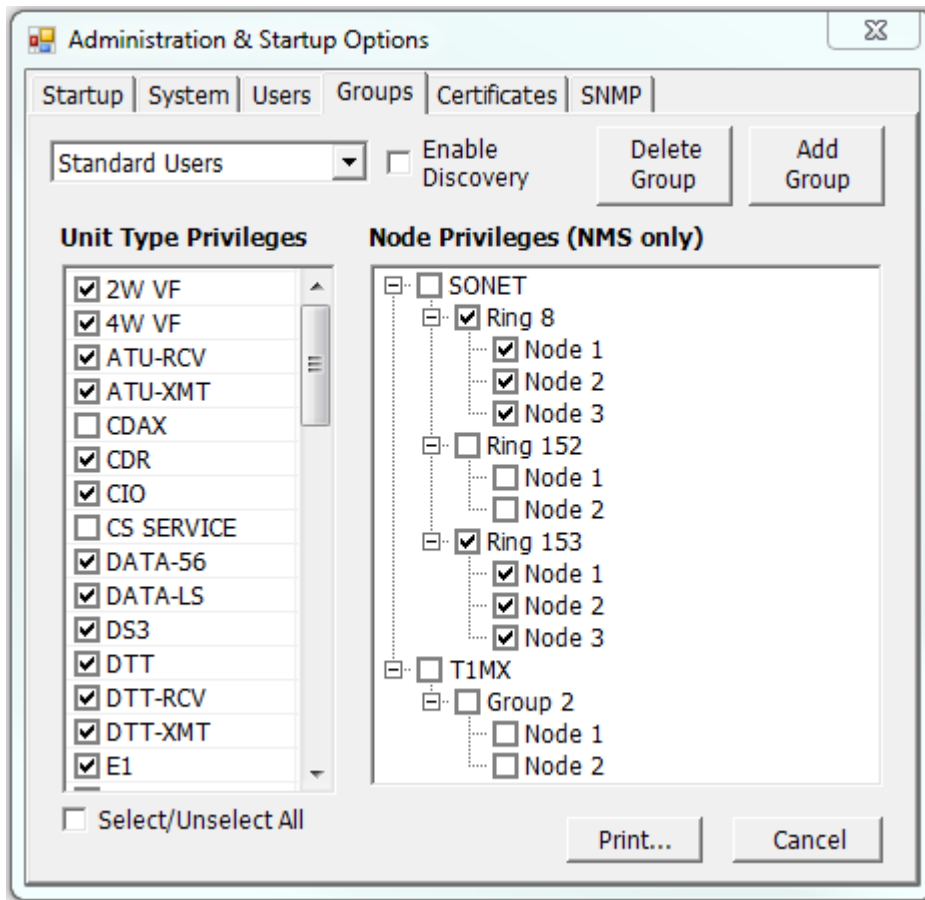 Administration & Startup Options
Startup System Users Groups Certificates SNMP
Standard Users
Enable
Discovery
Delete
Group
Add
Group
Unit Type Privileges
2W VF
4W VF
ATU-RCV
ATU-XMT
CDAX
CDR
CIO
CS SERVICE
DATA-56
DATA-LS
DS3
DTT
DTT-RCV
DTT-XMT
E1
Select/Unselect All
Node Privileges (NMS only)
SONET
Ring 8
Node 1
Node 2
Node 3
Ring 152
Node 1
Node 2
Ring 153
Node 1
Node 2
Node 3
T1MX
Group 2
Node 1
Node 2
Print...
Cancel